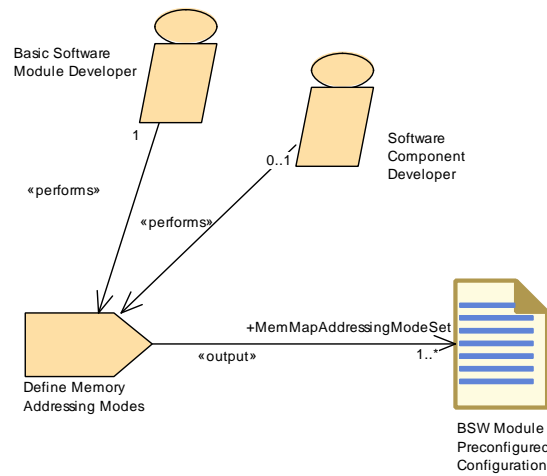 Basic Software
Module Developer
1
Software
Component
Developer
0..1
«performs»
«performs»
+MemMapAddressingModeSet
«output»
1..*
Define Memory
Addressing Modes
BSW Module
Preconfigured
Configuration